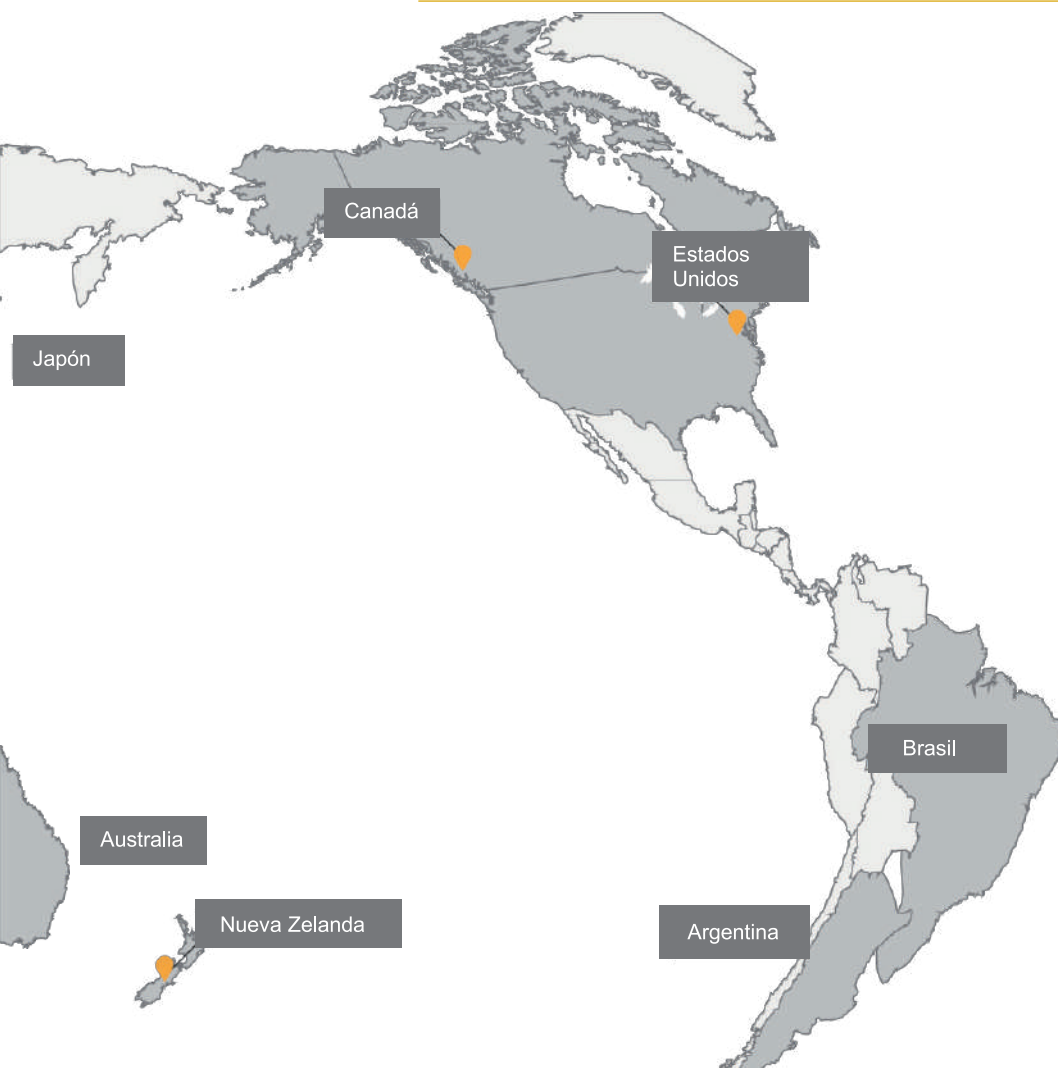 Canadá
Estados
Unidos
Japón
Brasil
Australia
Nueva Zelanda
Argentina